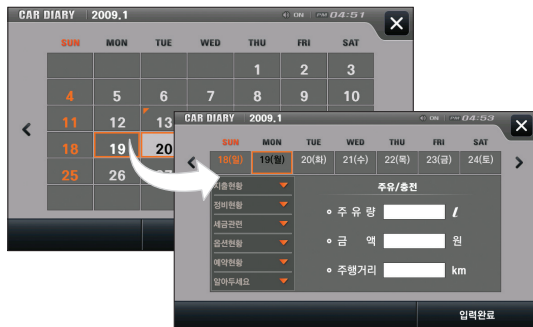 CAR DIARY 2009.1 ON PM 04:51
SUN MON TUE WED THU FRI SAT
1 2 3
4 5 6 7 8 9 10
11 12 13
18 19 20
25 26 27
CAR DIARY 2009.1 ON PM 04:53
SUN MON TUE WED THU FRI SAT
18(일) 19(월) 20(화) 21(수) 22(목) 23(금) 24(토)
지출현황
정비현황
세금관련
옵션현황
예약현황
알아두세요
주유/충전
주 유 량 ℓ
금 액 원
주행거리 km
입력완료